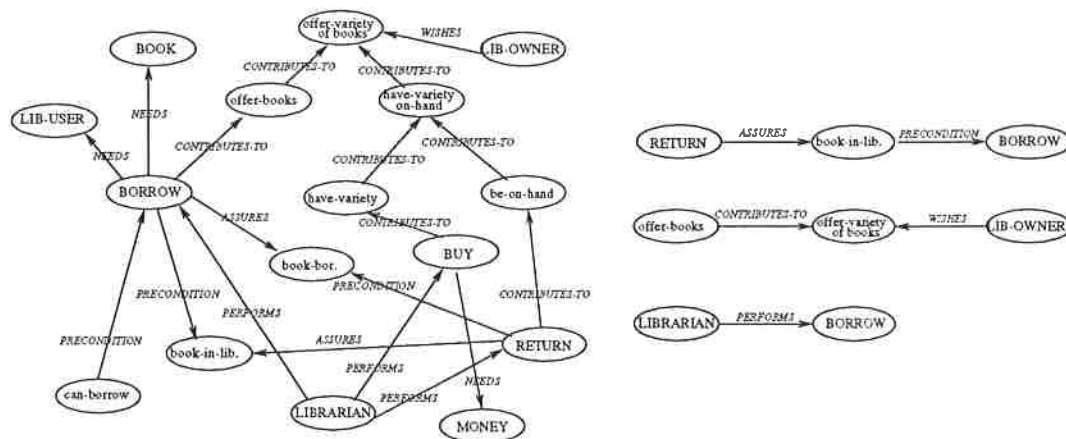 offer-variety
of books
WISHES
LIB-OWNER
BOOK
CONTRIBUTES-TO
CONTRIBUTES-TO
offer-books
have-variety
on-hand
LIB-USER
NEEDS
NEEDS
CONTRIBUTES-TO
CONTRIBUTES-TO
CONTRIBUTES-TO
BORROW
have-variety
be-on-hand
ASSURES
CONTRIBUTES-TO
BUY
book-bor.
PRECONDITION
PRECONDITION
CONTRIBUTES-TO
PERFORMS
PRECONDITION
book-in-lib.
ASSURES
RETURN
PERFORMS
NEEDS
can-borrow
LIBRARIAN
PERFORMS
MONEY
RETURN
ASSURES
book-in-lib.
PRECONDITION
BORROW
offer-books
CONTRIBUTES-TO
offer-variety
of books
WISHES
LIB-OWNER
LIBRARIAN
PERFORMS
BORROW